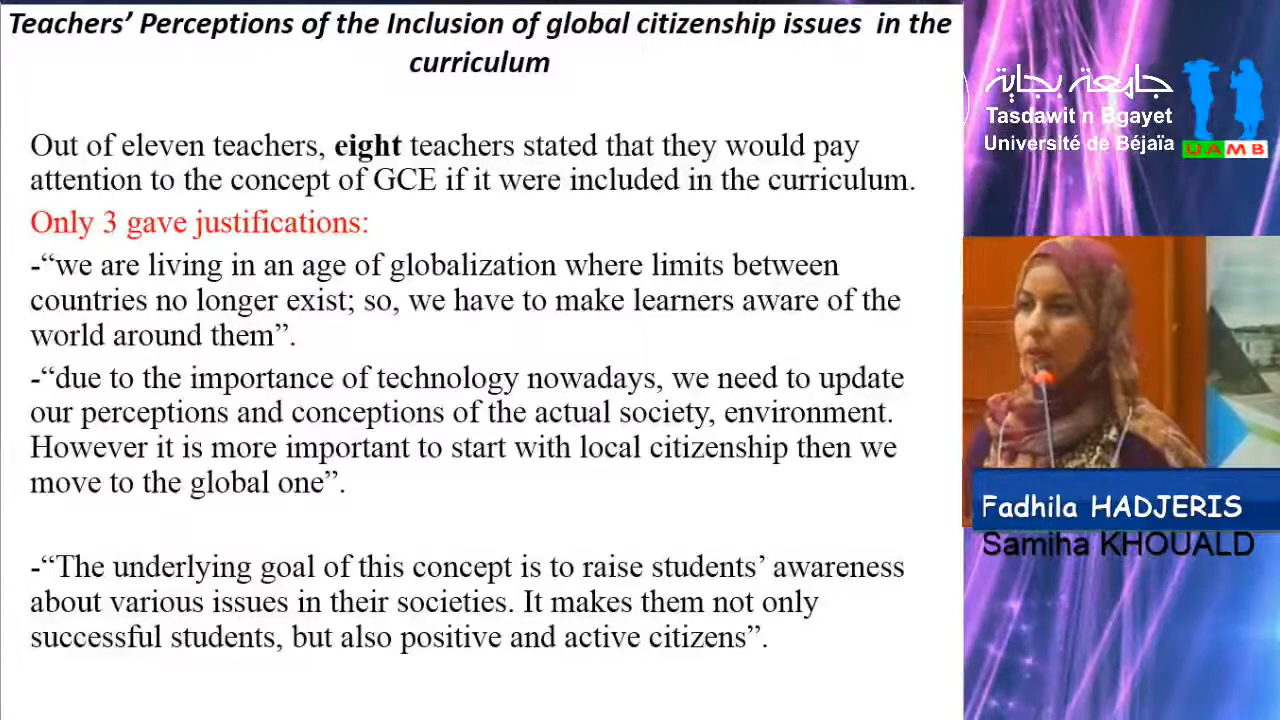 Teachers’ Perceptions of the Inclusion of global citizenship issues in the
curriculum
Out of eleven teachers, eight teachers stated that they would pay
attention to the concept of GCE if it were included in the curriculum.
Only 3 gave justifications:
-“we are living in an age of globalization where limits between
countries no longer exist; so, we have to make learners aware of the
world around them”.
-“due to the importance of technology nowadays, we need to update
our perceptions and conceptions of the actual society, environment.
However it is more important to start with local citizenship then we
move to the global one”.
-“The underlying goal of this concept is to raise students’ awareness
about various issues in their societies. It makes them not only
successful students, but also positive and active citizens”.
جامعة بجاية
Tasdawit n Bgayet
Université de Béjaïa
UAMB
Fadhila HADJERIS
Samiha KHOUALD